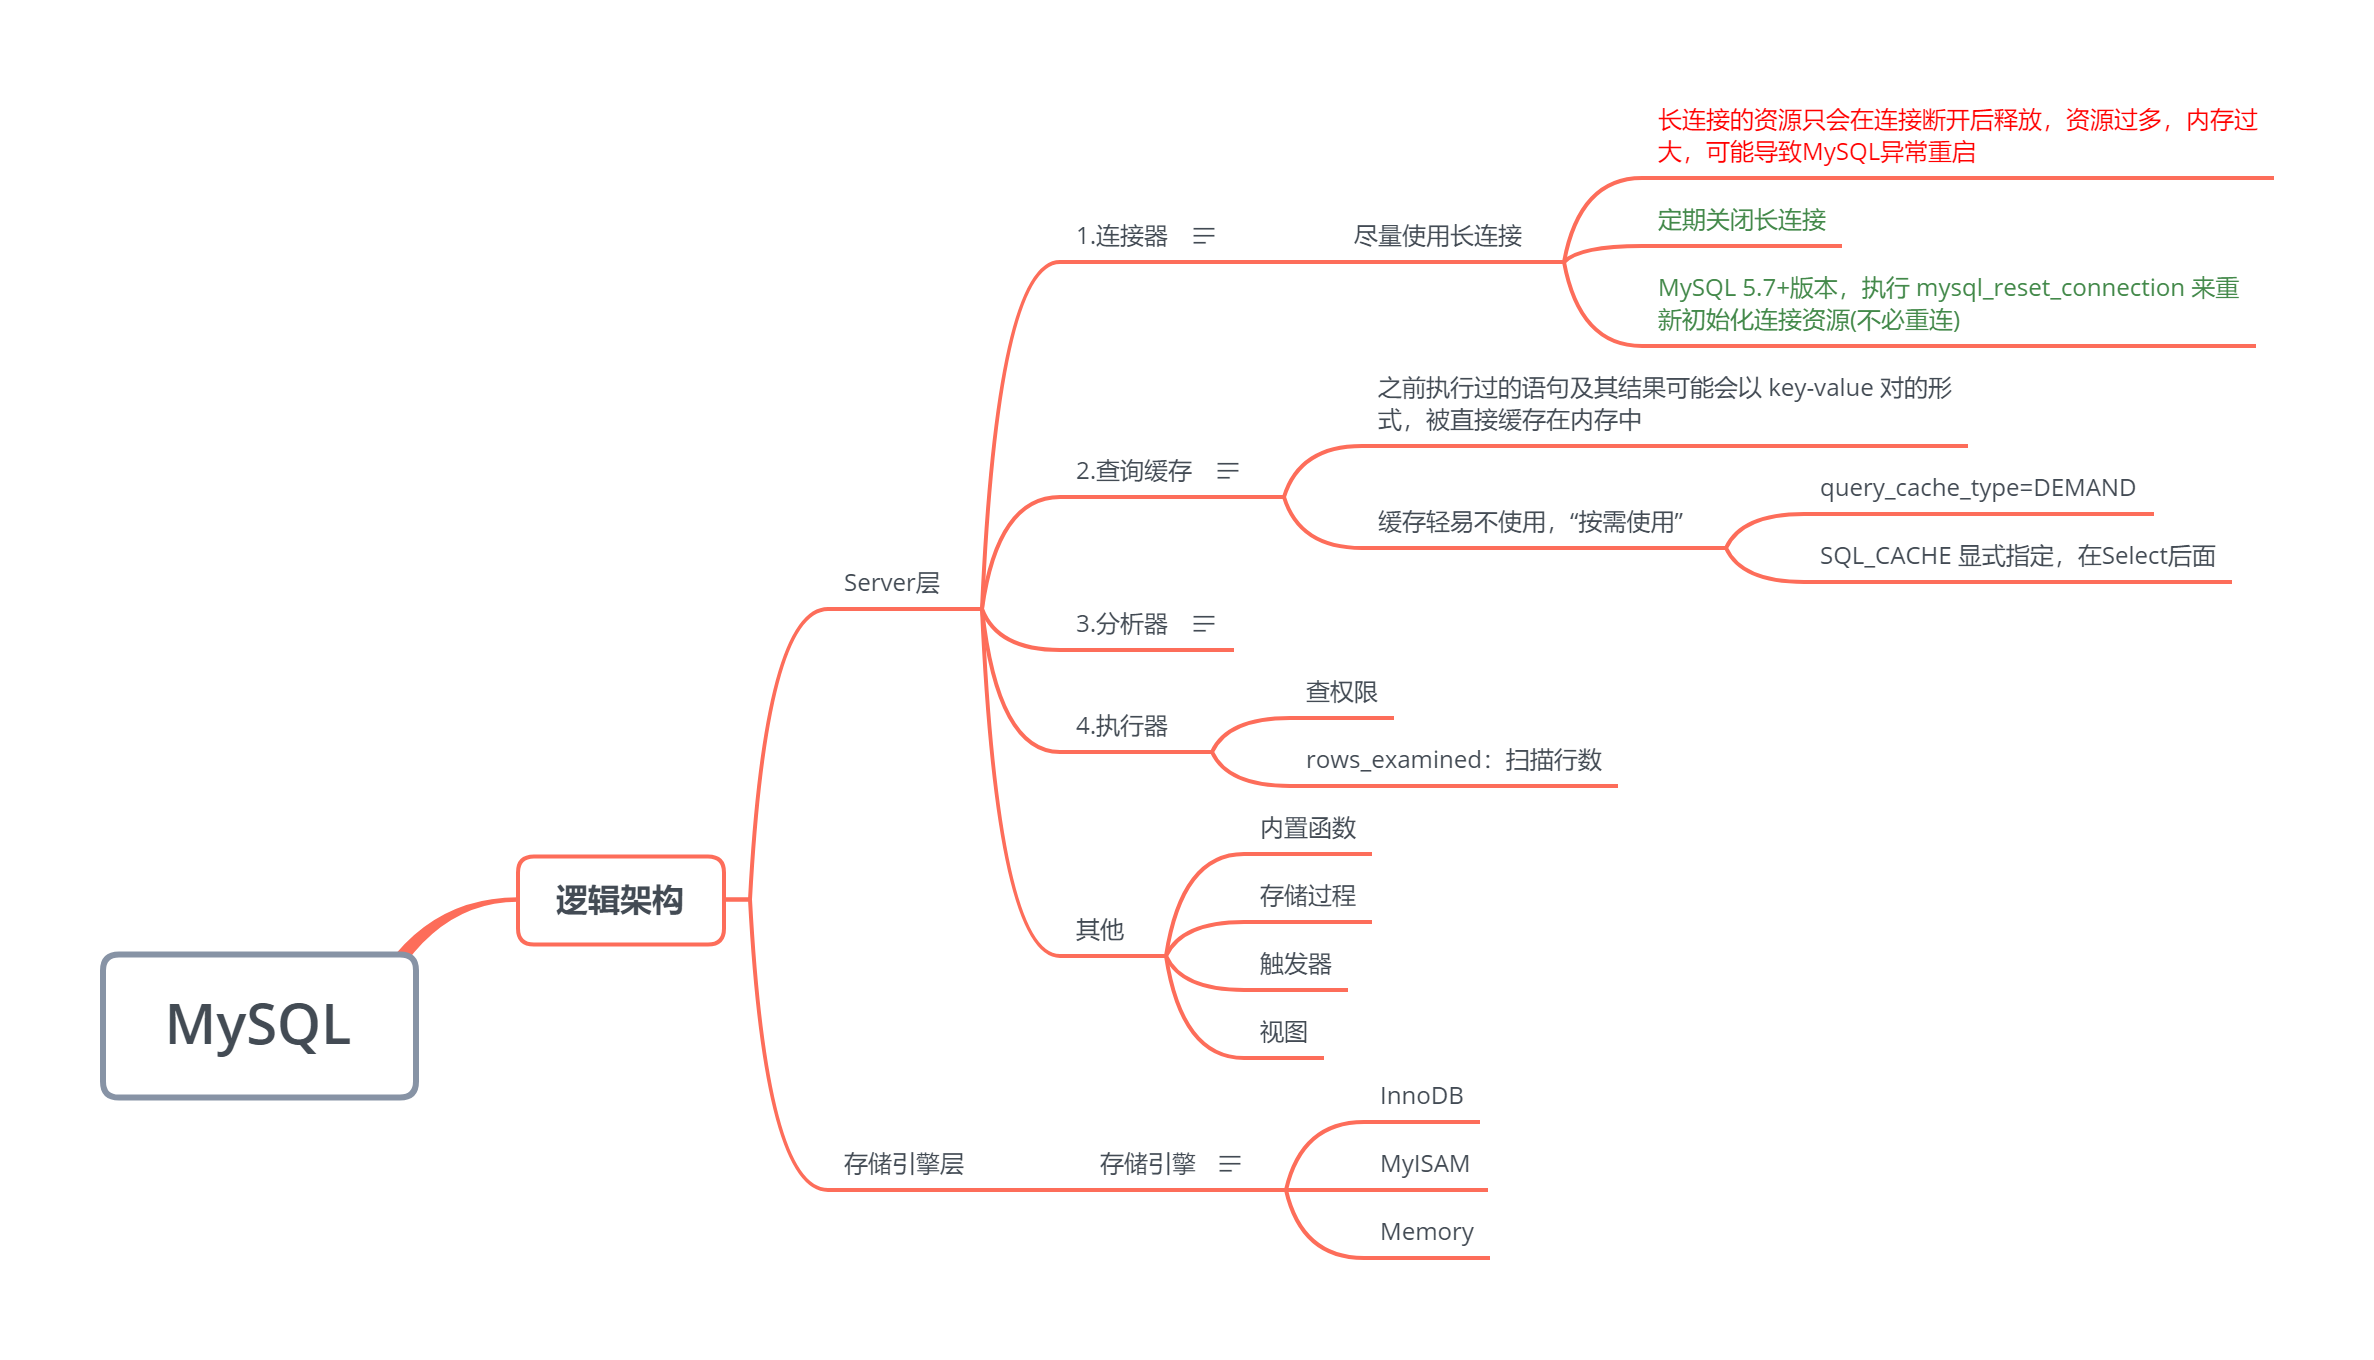 长连接的资源只会在连接断开后释放，资源过多，内存过
大，可能导致MySQL异常重启
定期关闭长连接
1.连接器
尽量使用长连接
MySQL 5.7+版本，执行 mysql_reset_connection 来重
新初始化连接资源(不必重连)
之前执行过的语句及其结果可能会以 key-value 对的形
式，被直接缓存在内存中
2.查询缓存
query_cache_type=DEMAND
缓存轻易不使用，“按需使用”
SQL_CACHE 显式指定，在Select后面
Server层
3.分析器
查权限
4.执行器
rows_examined：扫描行数
内置函数
逻辑架构
存储过程
其他
触发器
MySQL
视图
InnoDB
存储引擎层
存储引擎
MyISAM
Memory